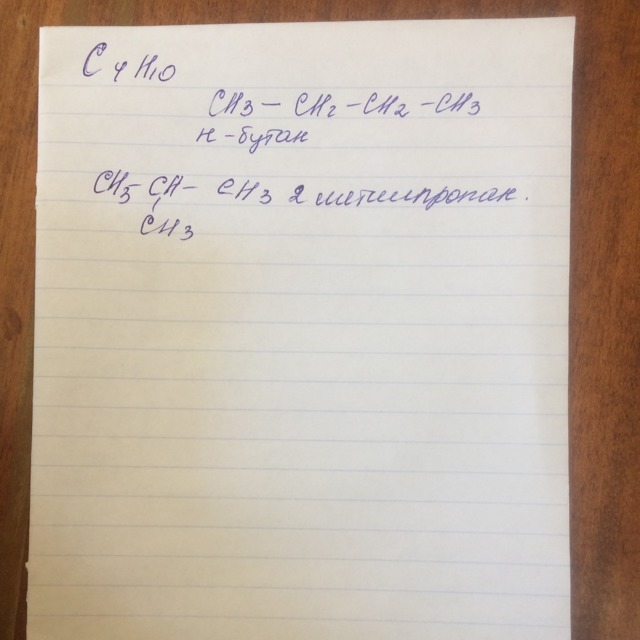 C4H10
CH3 — CH2 — CH2 — CH3
н-бутан
CH3 CH — CH3 2 метилпропан.
CH3